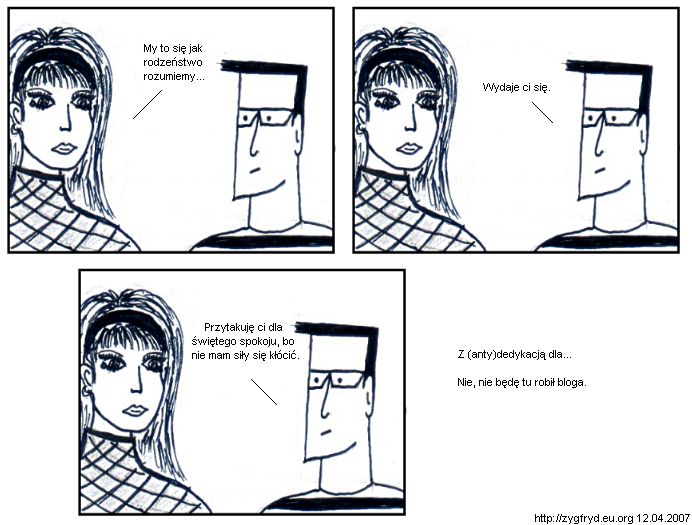 My to się jak
rodzeństwo
rozumiemy...
Wydaje ci się.
Przytakuję ci dla
świętego spokoju, bo
nie mam siły się kłócić.
Z (anty)dedykacją dla...
Nie, nie będę tu robił bloga.
http://zygfryd.eu.org 12.04.2007